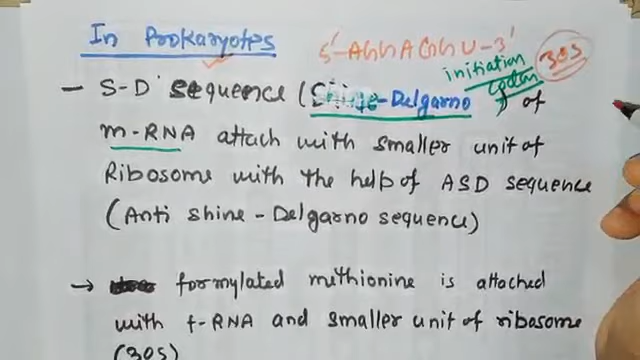 In Prokaryotes
5'-AGGAGGU-3'
30S
initiation
codon
- S-D sequence (Shine-Delgarno) of
m-RNA attach with smaller unit of
Ribosome with the help of ASD sequence
(Anti shine-Delgarno sequence)
→ formylated methionine is attached
with t-RNA and smaller unit of ribosome
(30S)